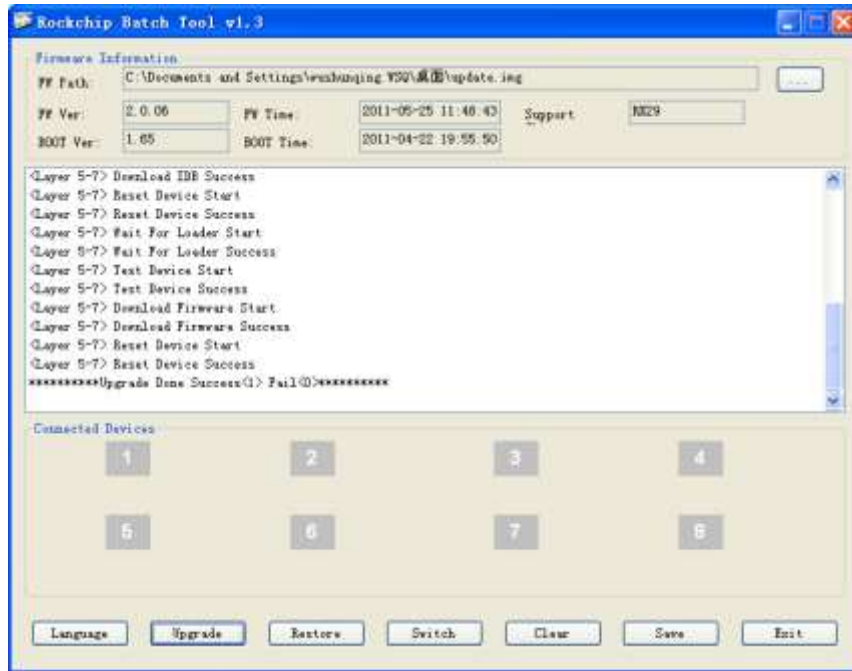 Rockchip Batch Tool v1.3
Firmware Information
FW Path:
C:\Documents and Settings\wushunqing.WSQ\桌面\update.img
...
FW Ver:
2.0.06
FW Time:
2011-05-25 11:48:43
Support
RK29
BOOT Ver:
1.65
BOOT Time:
2011-04-22 19:55:50
<Layer 5-7> Download IDB Success
<Layer 5-7> Reset Device Start
<Layer 5-7> Reset Device Success
<Layer 5-7> Wait For Loader Start
<Layer 5-7> Wait For Loader Success
<Layer 5-7> Test Device Start
<Layer 5-7> Test Device Success
<Layer 5-7> Download Firmware Start
<Layer 5-7> Download Firmware Success
<Layer 5-7> Reset Device Start
<Layer 5-7> Reset Device Success
**********Upgrade Done Success<1> Fail<0>**********
Connected Devices
1 2 3 4
5 6 7 8
Language Upgrade Restore Switch Clear Save Exit